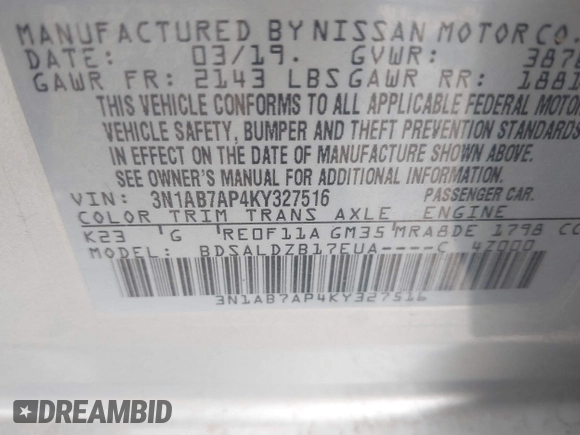 MANUFACTURED BY NISSAN MOTOR CO.
DATE: 03/19. GVWR:
GAWR FR: 2143 LBS GAWR RR: 1881
THIS VEHICLE CONFORMS TO ALL APPLICABLE FEDERAL MOTOR
VEHICLE SAFETY, BUMPER AND THEFT PREVENTION STANDARDS
IN EFFECT ON THE DATE OF MANUFACTURE SHOWN ABOVE.
SEE OWNER'S MANUAL FOR ADDITIONAL INFORMATION.
VIN: 3N1AB7AP4KY327516 PASSENGER CAR.
COLOR TRIM TRANS AXLE ENGINE
K23 G RE0F11A GM35 MRA8DE 1798 CC
MODEL: BDSALDZB17EUA----C 47000
3N1AB7AP4KY327516
DREAMBID